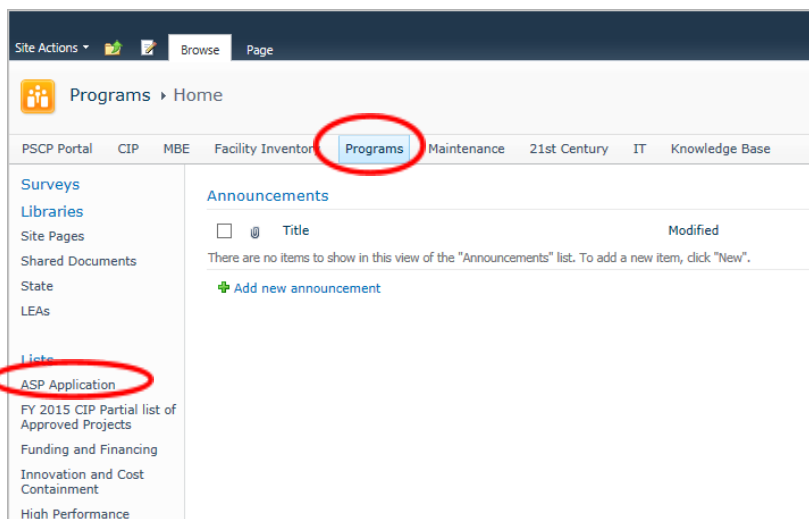 Site Actions Browse Page
Programs Home
PSCP Portal CIP MBE Facility Inventory Programs Maintenance 21st Century IT Knowledge Base
Surveys
Libraries
Site Pages
Shared Documents
State
LEAs
Lists
ASP Application
FY 2015 CIP Partial list of
Approved Projects
Funding and Financing
Innovation and Cost
Containment
High Performance
Announcements
Title Modified
There are no items to show in this view of the "Announcements" list. To add a new item, click "New".
Add new announcement